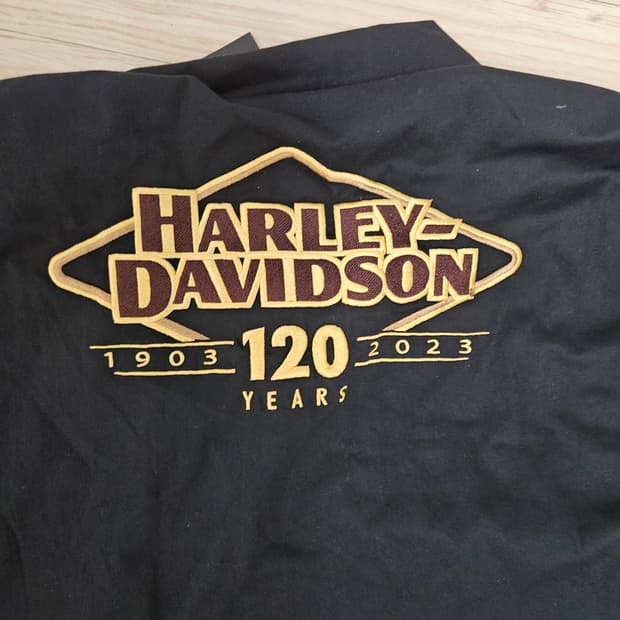 HARLEY-
DAVIDSON
1903 120 2023
YEARS